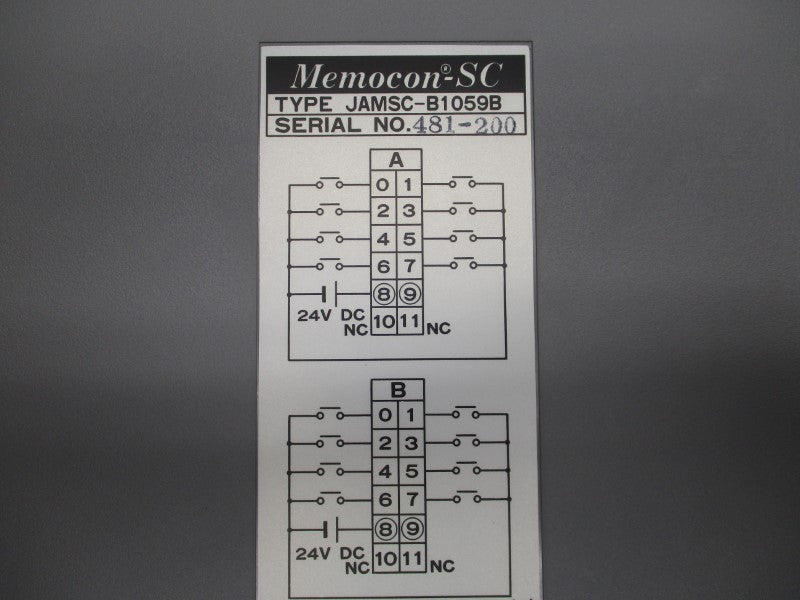 Memocon®-SC
TYPE JAMSC-B1059B
SERIAL NO.481-200
A
0 1
2 3
4 5
6 7
8 9
24V DC
NC 10 11 NC
B
0 1
2 3
4 5
6 7
8 9
24V DC
NC 10 11 NC